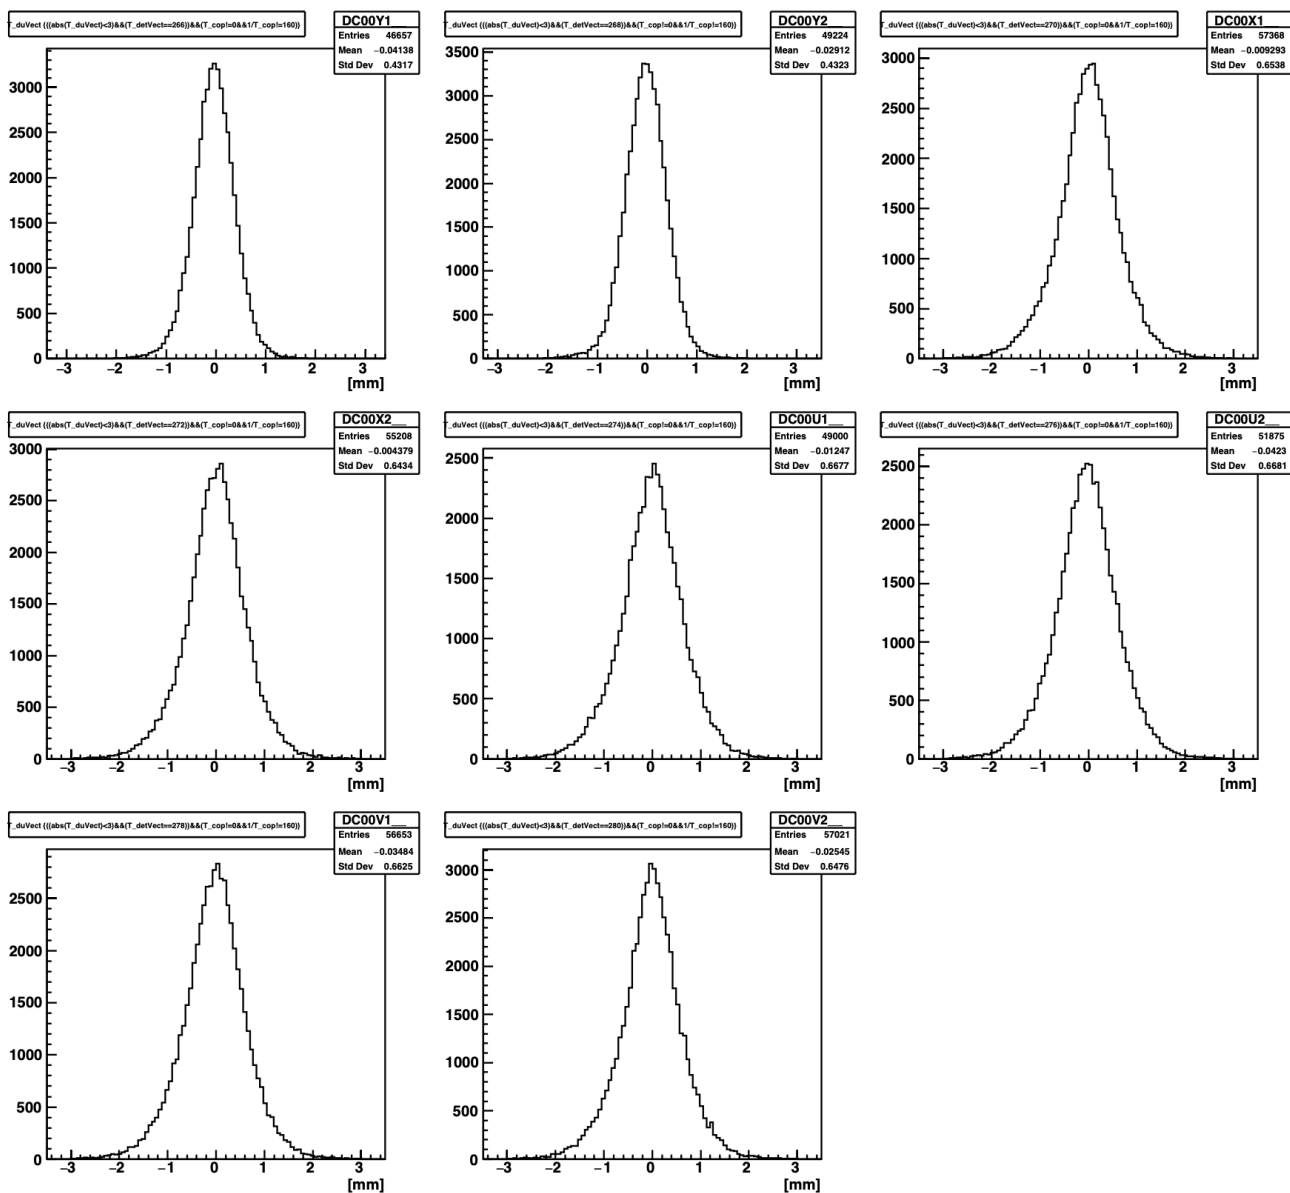 T_duVect {((abs(T_duVect)<3)&&(T_detVect==266))&&(T_cop!=0&&1/T_cop!=160)}
DC00Y1__
Entries 46657
Mean −0.04138
Std Dev 0.4317
3000
2500
2000
1500
1000
500
0
−3 −2 −1 0 1 2 3
[mm]
T_duVect {((abs(T_duVect)<3)&&(T_detVect==268))&&(T_cop!=0&&1/T_cop!=160)}
DC00Y2__
Entries 49224
Mean −0.02912
Std Dev 0.4323
3500
3000
2500
2000
1500
1000
500
0
−3 −2 −1 0 1 2 3
[mm]
T_duVect {((abs(T_duVect)<3)&&(T_detVect==270))&&(T_cop!=0&&1/T_cop!=160)}
DC00X1__
Entries 57368
Mean −0.009293
Std Dev 0.6538
3000
2500
2000
1500
1000
500
0
−3 −2 −1 0 1 2 3
[mm]
T_duVect {((abs(T_duVect)<3)&&(T_detVect==272))&&(T_cop!=0&&1/T_cop!=160)}
DC00X2__
Entries 55208
Mean −0.004379
Std Dev 0.6434
3000
2500
2000
1500
1000
500
0
−3 −2 −1 0 1 2 3
[mm]
T_duVect {((abs(T_duVect)<3)&&(T_detVect==274))&&(T_cop!=0&&1/T_cop!=160)}
DC00U1__
Entries 49000
Mean −0.01247
Std Dev 0.6677
2500
2000
1500
1000
500
0
−3 −2 −1 0 1 2 3
[mm]
T_duVect {((abs(T_duVect)<3)&&(T_detVect==276))&&(T_cop!=0&&1/T_cop!=160)}
DC00U2__
Entries 51875
Mean −0.0423
Std Dev 0.6681
2500
2000
1500
1000
500
0
−3 −2 −1 0 1 2 3
[mm]
T_duVect {((abs(T_duVect)<3)&&(T_detVect==278))&&(T_cop!=0&&1/T_cop!=160)}
DC00V1__
Entries 56653
Mean −0.03484
Std Dev 0.6625
2500
2000
1500
1000
500
0
−3 −2 −1 0 1 2 3
[mm]
T_duVect {((abs(T_duVect)<3)&&(T_detVect==280))&&(T_cop!=0&&1/T_cop!=160)}
DC00V2__
Entries 57021
Mean −0.02545
Std Dev 0.6476
3000
2500
2000
1500
1000
500
0
−3 −2 −1 0 1 2 3
[mm]